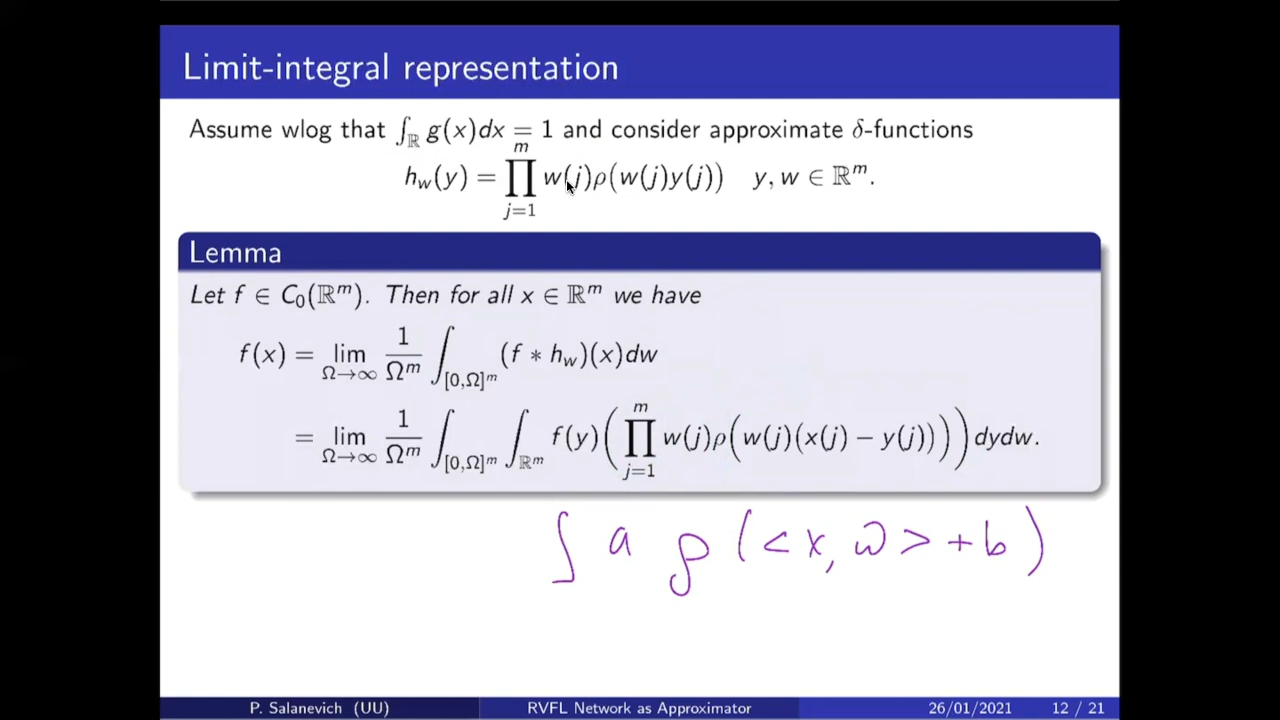 Limit-integral representation
Assume wlog that ∫_ℝ g(x)dx = 1 and consider approximate δ-functions
h_w(y) = ∏_{j=1}^{m} w(j)ρ(w(j)y(j))   y, w ∈ ℝ^m.
Lemma
Let f ∈ C_0(ℝ^m). Then for all x ∈ ℝ^m we have
f(x) = lim_{Ω→∞} 1/Ω^m ∫_{[0,Ω]^m} (f ∗ h_w)(x)dw
= lim_{Ω→∞} 1/Ω^m ∫_{[0,Ω]^m} ∫_{ℝ^m} f(y)(∏_{j=1}^{m} w(j)ρ(w(j)(x(j) − y(j))))dydw.
∫ a ρ(<x, ω> + b)
P. Salanevich (UU) RVFL Network as Approximator 26/01/2021 12 / 21